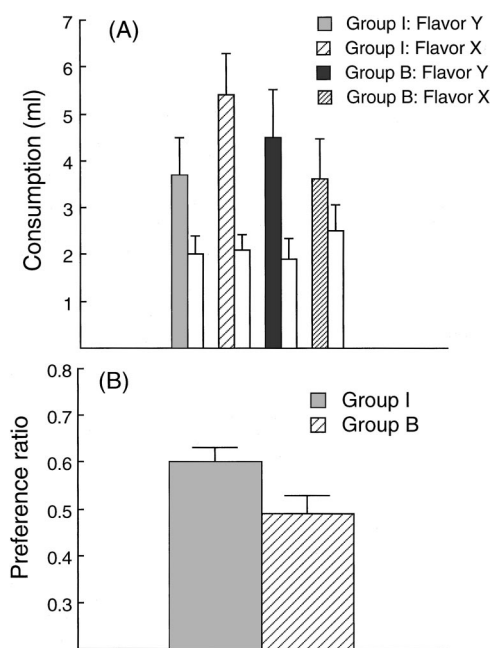 (A)
Consumption (ml)
7
6
5
4
3
2
1
Group I: Flavor Y
Group I: Flavor X
Group B: Flavor Y
Group B: Flavor X
(B)
Preference ratio
0.8
0.7
0.6
0.5
0.4
0.3
Group I
Group B